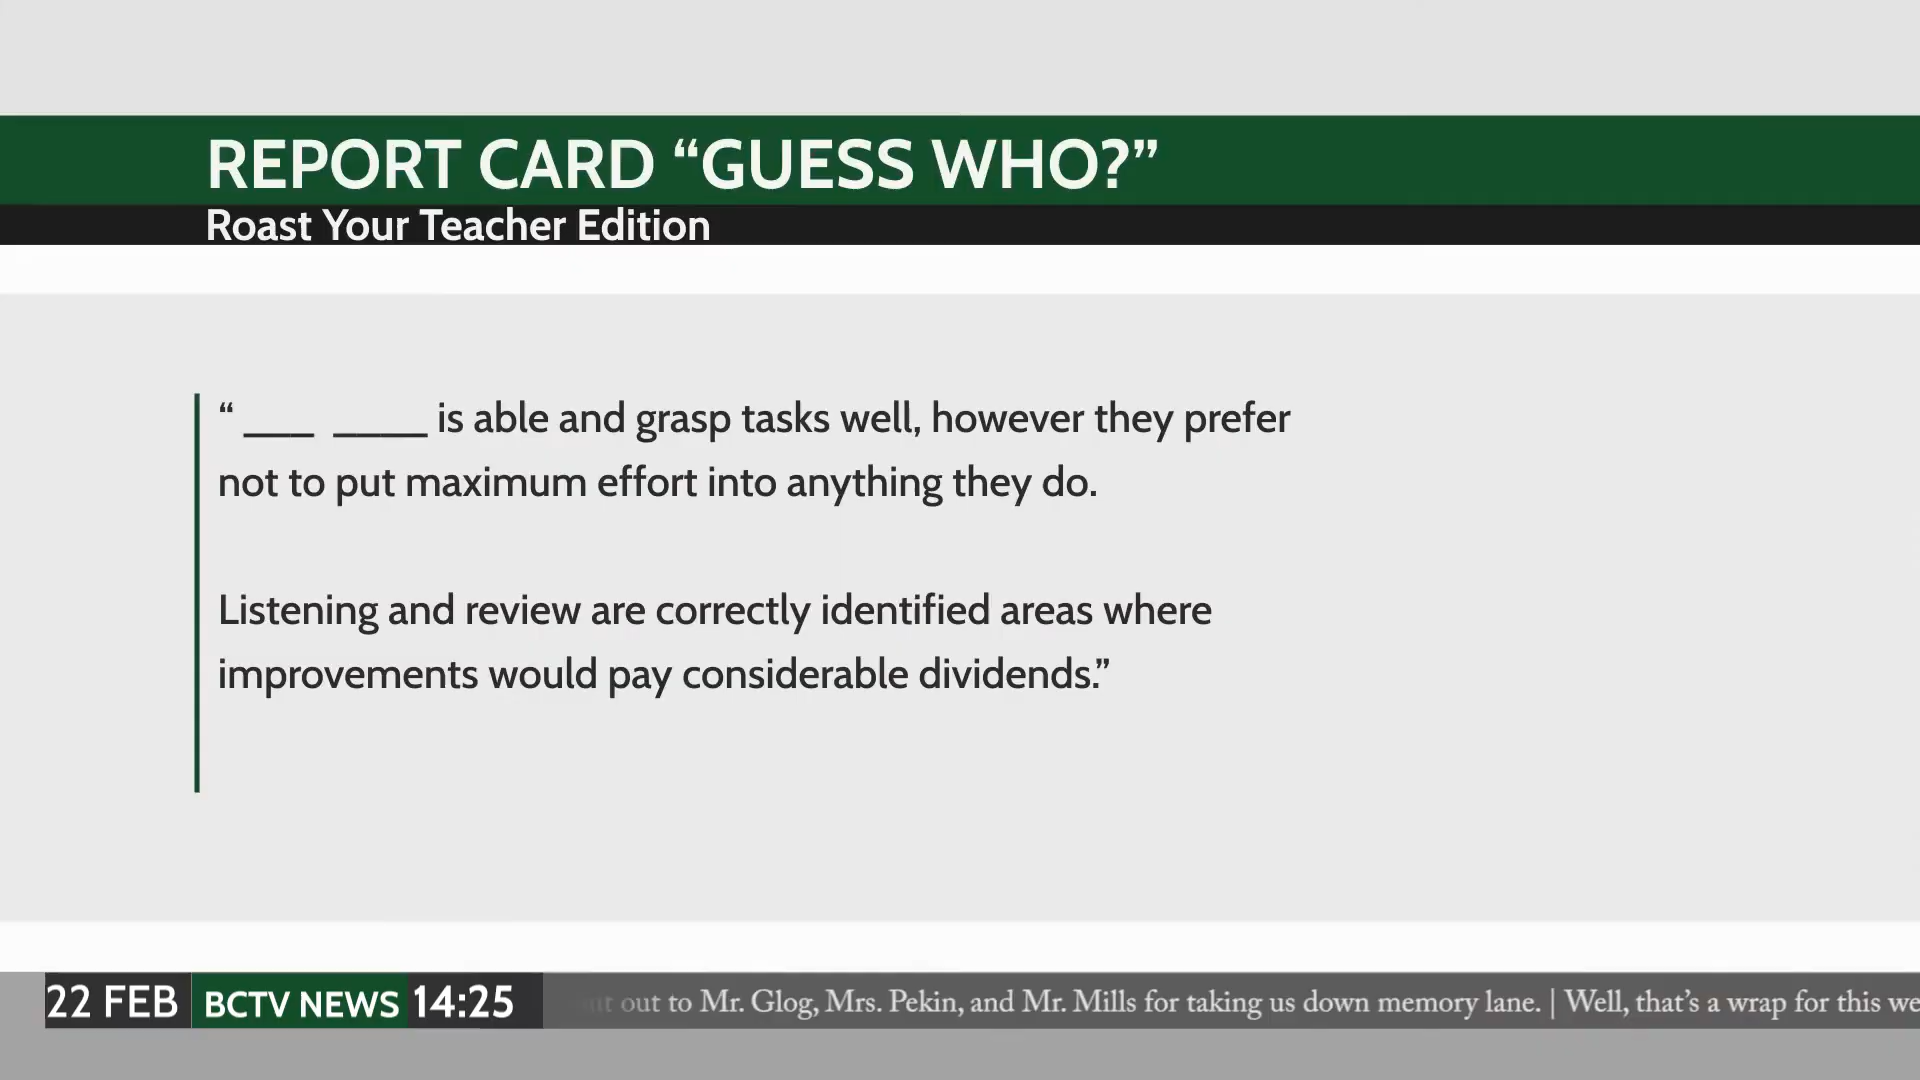 REPORT CARD “GUESS WHO?”
Roast Your Teacher Edition
“ ___ ____ is able and grasp tasks well, however they prefer
not to put maximum effort into anything they do.
Listening and review are correctly identified areas where
improvements would pay considerable dividends.”
22 FEB BCTV NEWS 14:25 out to Mr. Glog, Mrs. Pekin, and Mr. Mills for taking us down memory lane. | Well, that’s a wrap for this we